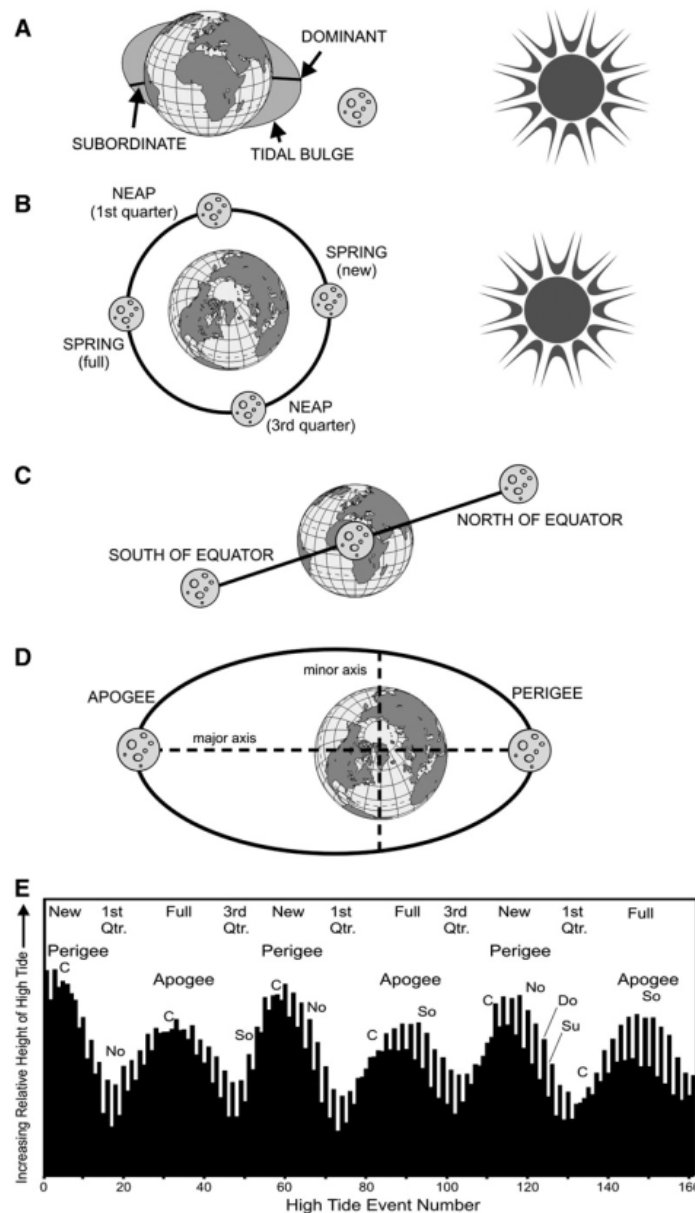 A
DOMINANT
SUBORDINATE
TIDAL BULGE
B
NEAP
(1st quarter)
SPRING
(new)
SPRING
(full)
NEAP
(3rd quarter)
C
NORTH OF EQUATOR
SOUTH OF EQUATOR
D
minor axis
APOGEE
PERIGEE
major axis
E
Increasing Relative Height of High Tide
New 1st Qtr. Full 3rd Qtr. New 1st Qtr. Full 3rd Qtr. New 1st Qtr. Full
Perigee Apogee Perigee Apogee Perigee Apogee
C No C So C No C So C No Do Su C So
0 20 40 60 80 100 120 140 160
High Tide Event Number